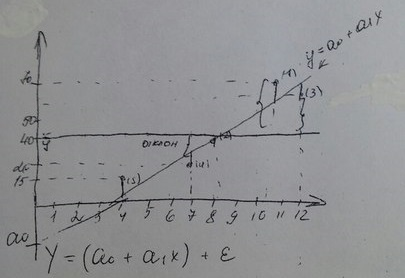 y = a₀ + a₁x
70
(4)
(3)
50
40
ȳ
отклон
(2)
25
15
(5)
1 2 3 4 5 6 7 8 9 10 11 12
a₀
Y = (a₀ + a₁x) + ε